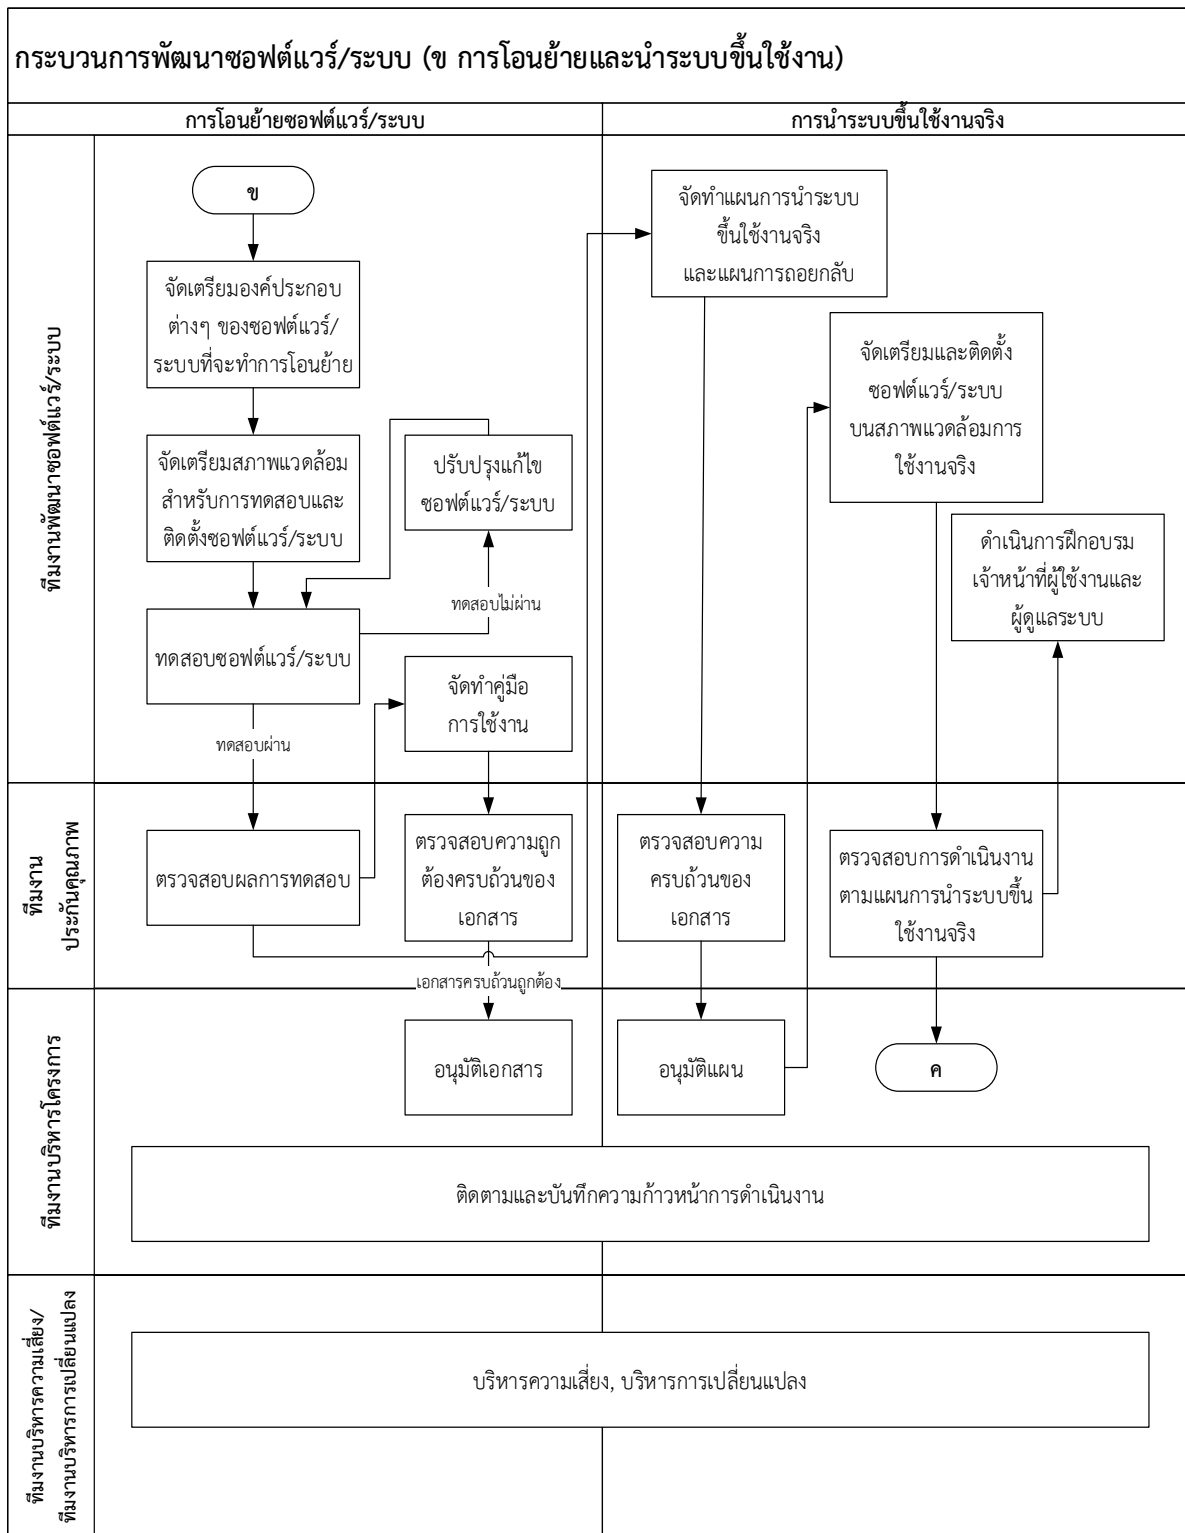 กระบวนการพัฒนาซอฟต์แวร์/ระบบ (ข การโอนย้ายและนำระบบขึ้นใช้งาน)
การโอนย้ายซอฟต์แวร์/ระบบ
การนำระบบขึ้นใช้งานจริง
ทีมงานพัฒนาซอฟต์แวร์/ระบบ
ข
จัดเตรียมองค์ประกอบ
ต่างๆ ของซอฟต์แวร์/
ระบบที่จะทำการโอนย้าย
จัดเตรียมสภาพแวดล้อม
สำหรับการทดสอบและ
ติดตั้งซอฟต์แวร์/ระบบ
ปรับปรุงแก้ไข
ซอฟต์แวร์/ระบบ
ทดสอบไม่ผ่าน
ทดสอบซอฟต์แวร์/ระบบ
ทดสอบผ่าน
จัดทำคู่มือ
การใช้งาน
จัดทำแผนการนำระบบ
ขึ้นใช้งานจริง
และแผนการถอยกลับ
จัดเตรียมและติดตั้ง
ซอฟต์แวร์/ระบบ
บนสภาพแวดล้อมการ
ใช้งานจริง
ดำเนินการฝึกอบรม
เจ้าหน้าที่ผู้ใช้งานและ
ผู้ดูแลระบบ
ทีมงาน
ประกันคุณภาพ
ตรวจสอบผลการทดสอบ
ตรวจสอบความถูก
ต้องครบถ้วนของ
เอกสาร
เอกสารครบถ้วนถูกต้อง
ตรวจสอบความ
ครบถ้วนของ
เอกสาร
ตรวจสอบการดำเนินงาน
ตามแผนการนำระบบขึ้น
ใช้งานจริง
ทีมงานบริหารโครงการ
อนุมัติเอกสาร
อนุมัติแผน
ค
ติดตามและบันทึกความก้าวหน้าการดำเนินงาน
ทีมงานบริหารความเสี่ยง/
ทีมงานบริหารการเปลี่ยนแปลง
บริหารความเสี่ยง, บริหารการเปลี่ยนแปลง